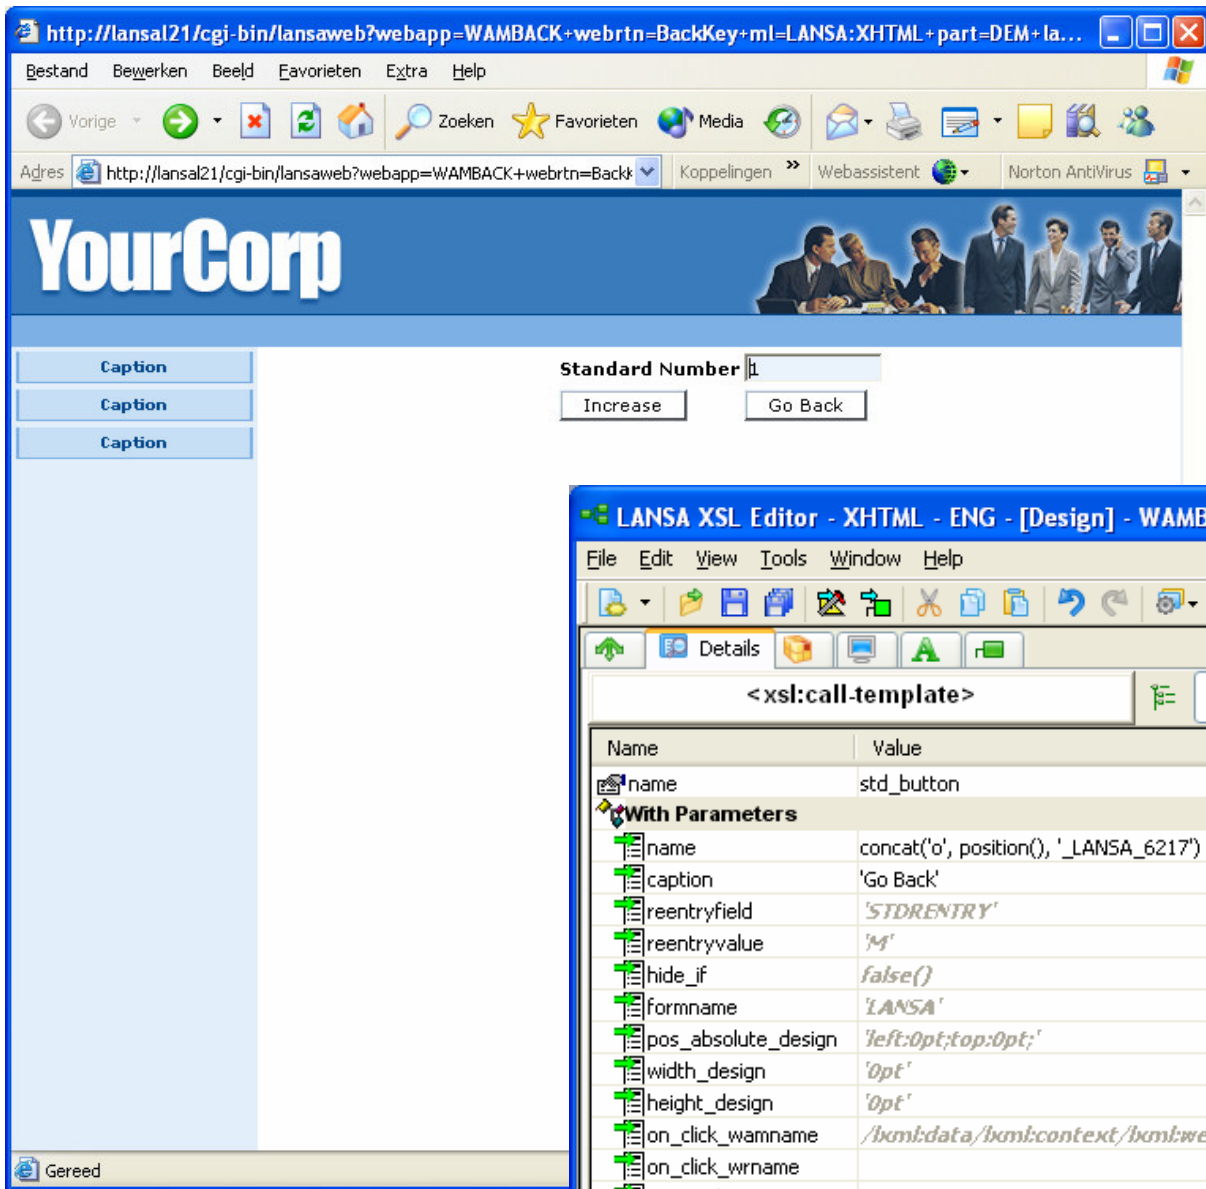 http://lansal21/cgi-bin/lansaweb?webapp=WAMBACK+webrtn=BackKey+ml=LANSA:XHTML+part=DEM+la...
Bestand Bewerken Beeld Favorieten Extra Help
Vorige Zoeken Favorieten Media
Adres http://lansal21/cgi-bin/lansaweb?webapp=WAMBACK+webrtn=Back Koppelingen » Webassistent Norton AntiVirus
YourCorp
Caption
Standard Number 1
Caption
Increase Go Back
Caption
LANSA XSL Editor - XHTML - ENG - [Design] - WAMB
File Edit View Tools Window Help
Details
<xsl:call-template>
Name Value
name std_button
With Parameters
name concat('o', position(), '_LANSA_6217')
caption 'Go Back'
reentryfield 'STDRENTRY'
reentryvalue 'M'
hide_if false()
formname 'LANSA'
pos_absolute_design 'left:0pt;top:0pt;'
width_design '0pt'
height_design '0pt'
on_click_wamname /lxml:data/lxml:context/lxml:we
on_click_wrname
Gereed